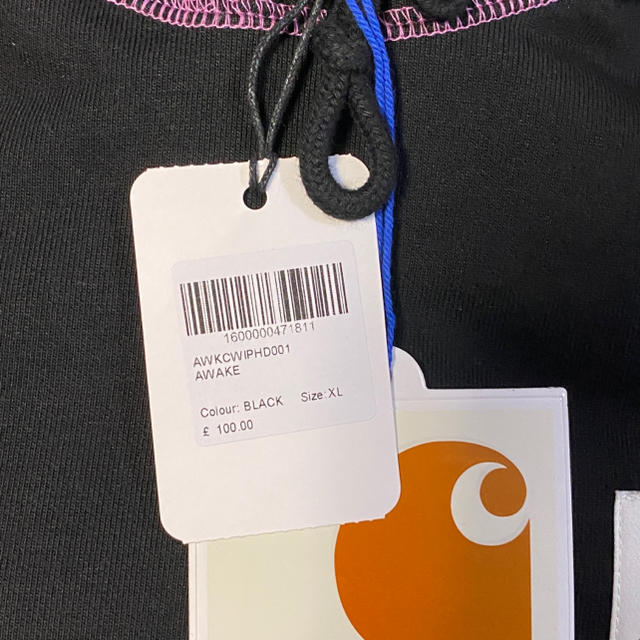 1600000471811
AWKCWIPHD001
AWAKE
Colour: BLACK Size: XL
£ 100.00